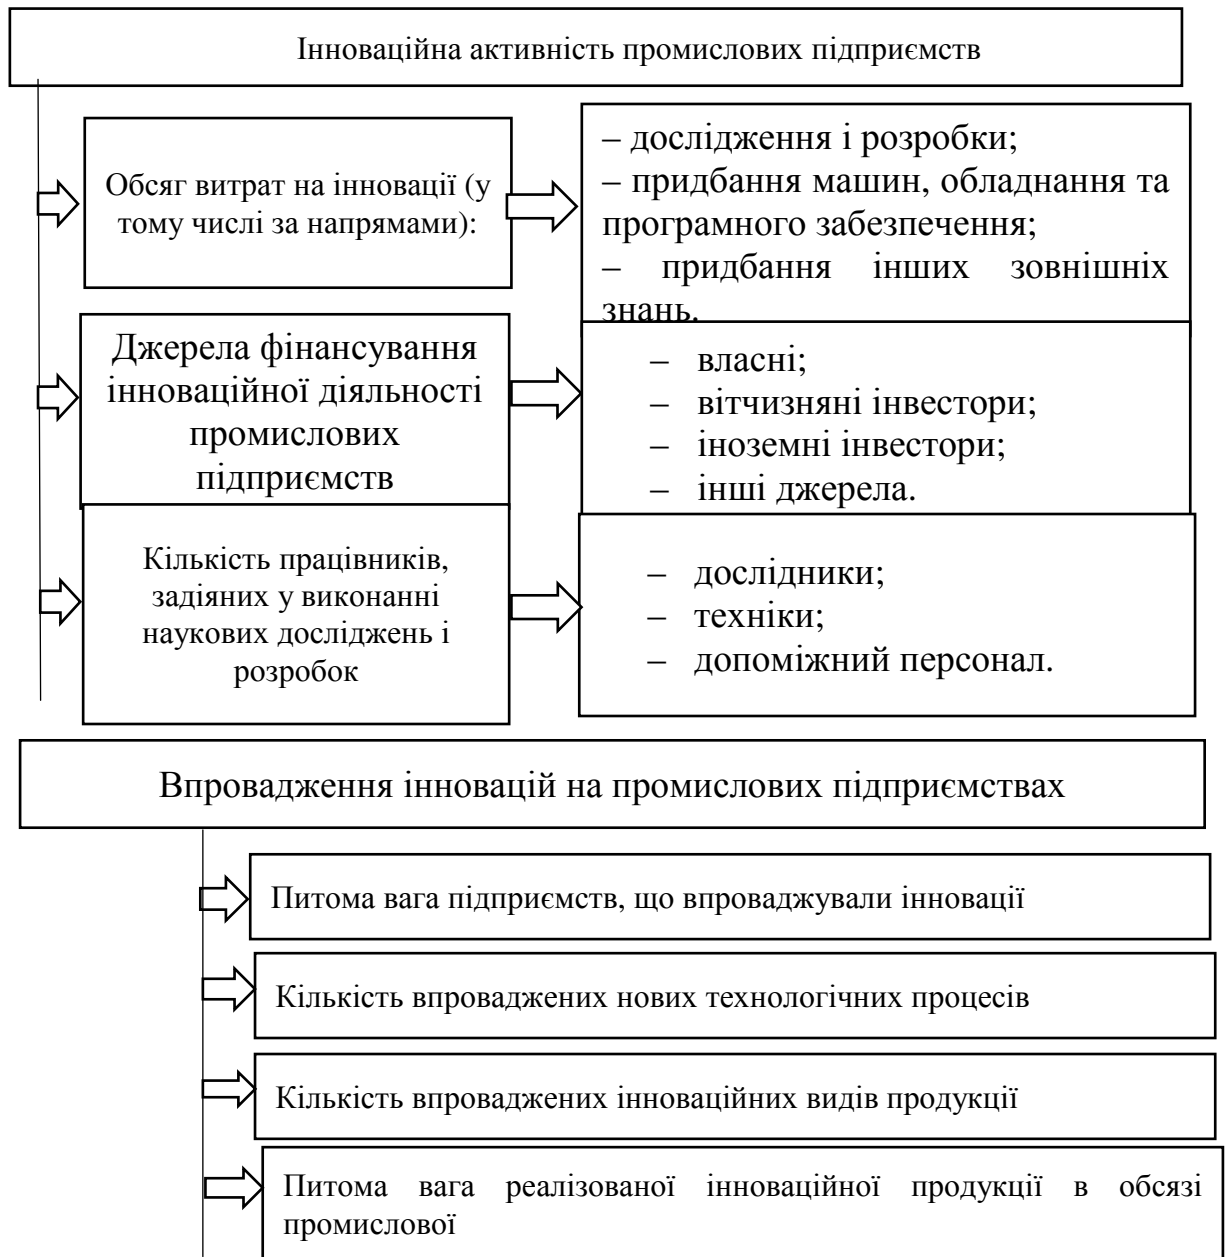 Інноваційна активність промислових підприємств
Обсяг витрат на інновації (у
тому числі за напрямами):
– дослідження і розробки;
– придбання машин, обладнання та
програмного забезпечення;
– придбання інших зовнішніх
знань.
Джерела фінансування
інноваційної діяльності
промислових
підприємств
– власні;
– вітчизняні інвестори;
– іноземні інвестори;
– інші джерела.
Кількість працівників,
задіяних у виконанні
наукових досліджень і
розробок
– дослідники;
– техніки;
– допоміжний персонал.
Впровадження інновацій на промислових підприємствах
Питома вага підприємств, що впроваджували інновації
Кількість впроваджених нових технологічних процесів
Кількість впроваджених інноваційних видів продукції
Питома вага реалізованої інноваційної продукції в обсязі
промислової